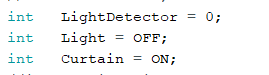 int LightDetector = 0;
int Light = OFF;
int Curtain = ON;